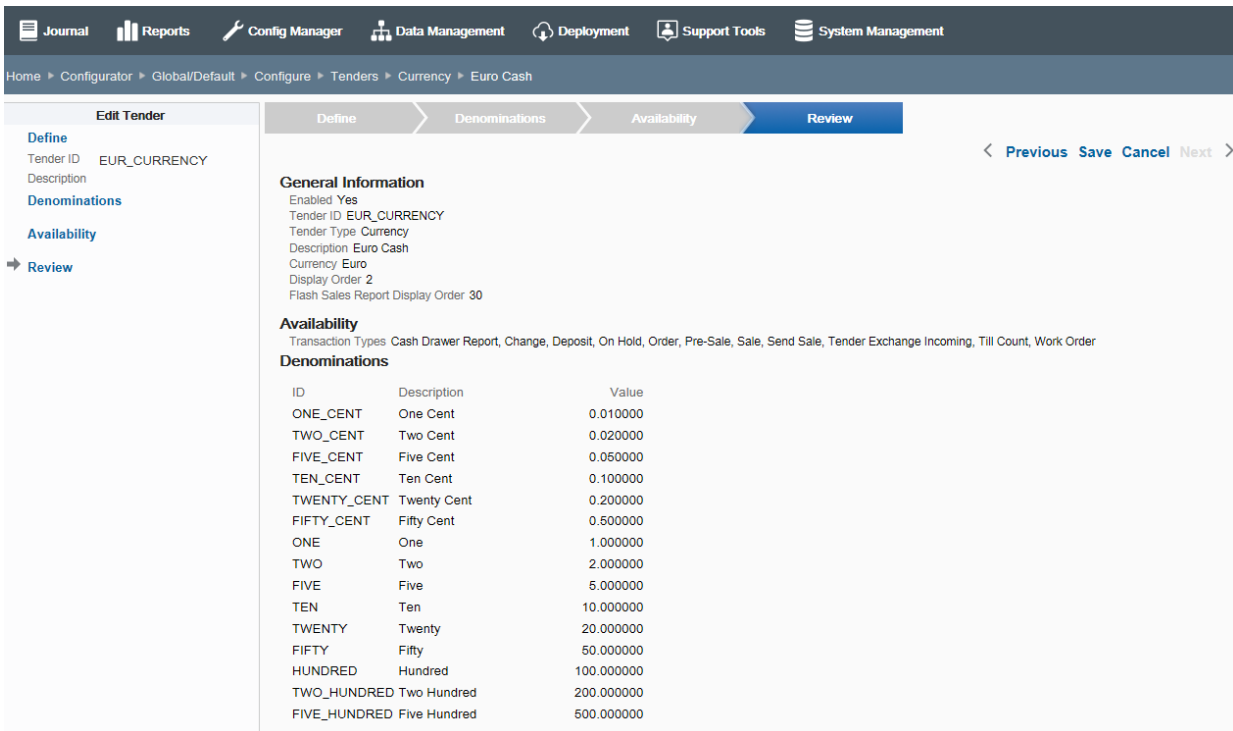 Journal Reports Config Manager Data Management Deployment Support Tools System Management
Home Configurator Global/Default Configure Tenders Currency Euro Cash
Edit Tender
Define
Tender ID EUR_CURRENCY
Description
Denominations
Availability
Review
Define Denominations Availability Review
< Previous Save Cancel Next >
General Information
Enabled Yes
Tender ID EUR_CURRENCY
Tender Type Currency
Description Euro Cash
Currency Euro
Display Order 2
Flash Sales Report Display Order 30
Availability
Transaction Types Cash Drawer Report, Change, Deposit, On Hold, Order, Pre-Sale, Sale, Send Sale, Tender Exchange Incoming, Till Count, Work Order
Denominations
ID Description Value
ONE_CENT One Cent 0.010000
TWO_CENT Two Cent 0.020000
FIVE_CENT Five Cent 0.050000
TEN_CENT Ten Cent 0.100000
TWENTY_CENT Twenty Cent 0.200000
FIFTY_CENT Fifty Cent 0.500000
ONE One 1.000000
TWO Two 2.000000
FIVE Five 5.000000
TEN Ten 10.000000
TWENTY Twenty 20.000000
FIFTY Fifty 50.000000
HUNDRED Hundred 100.000000
TWO_HUNDRED Two Hundred 200.000000
FIVE_HUNDRED Five Hundred 500.000000